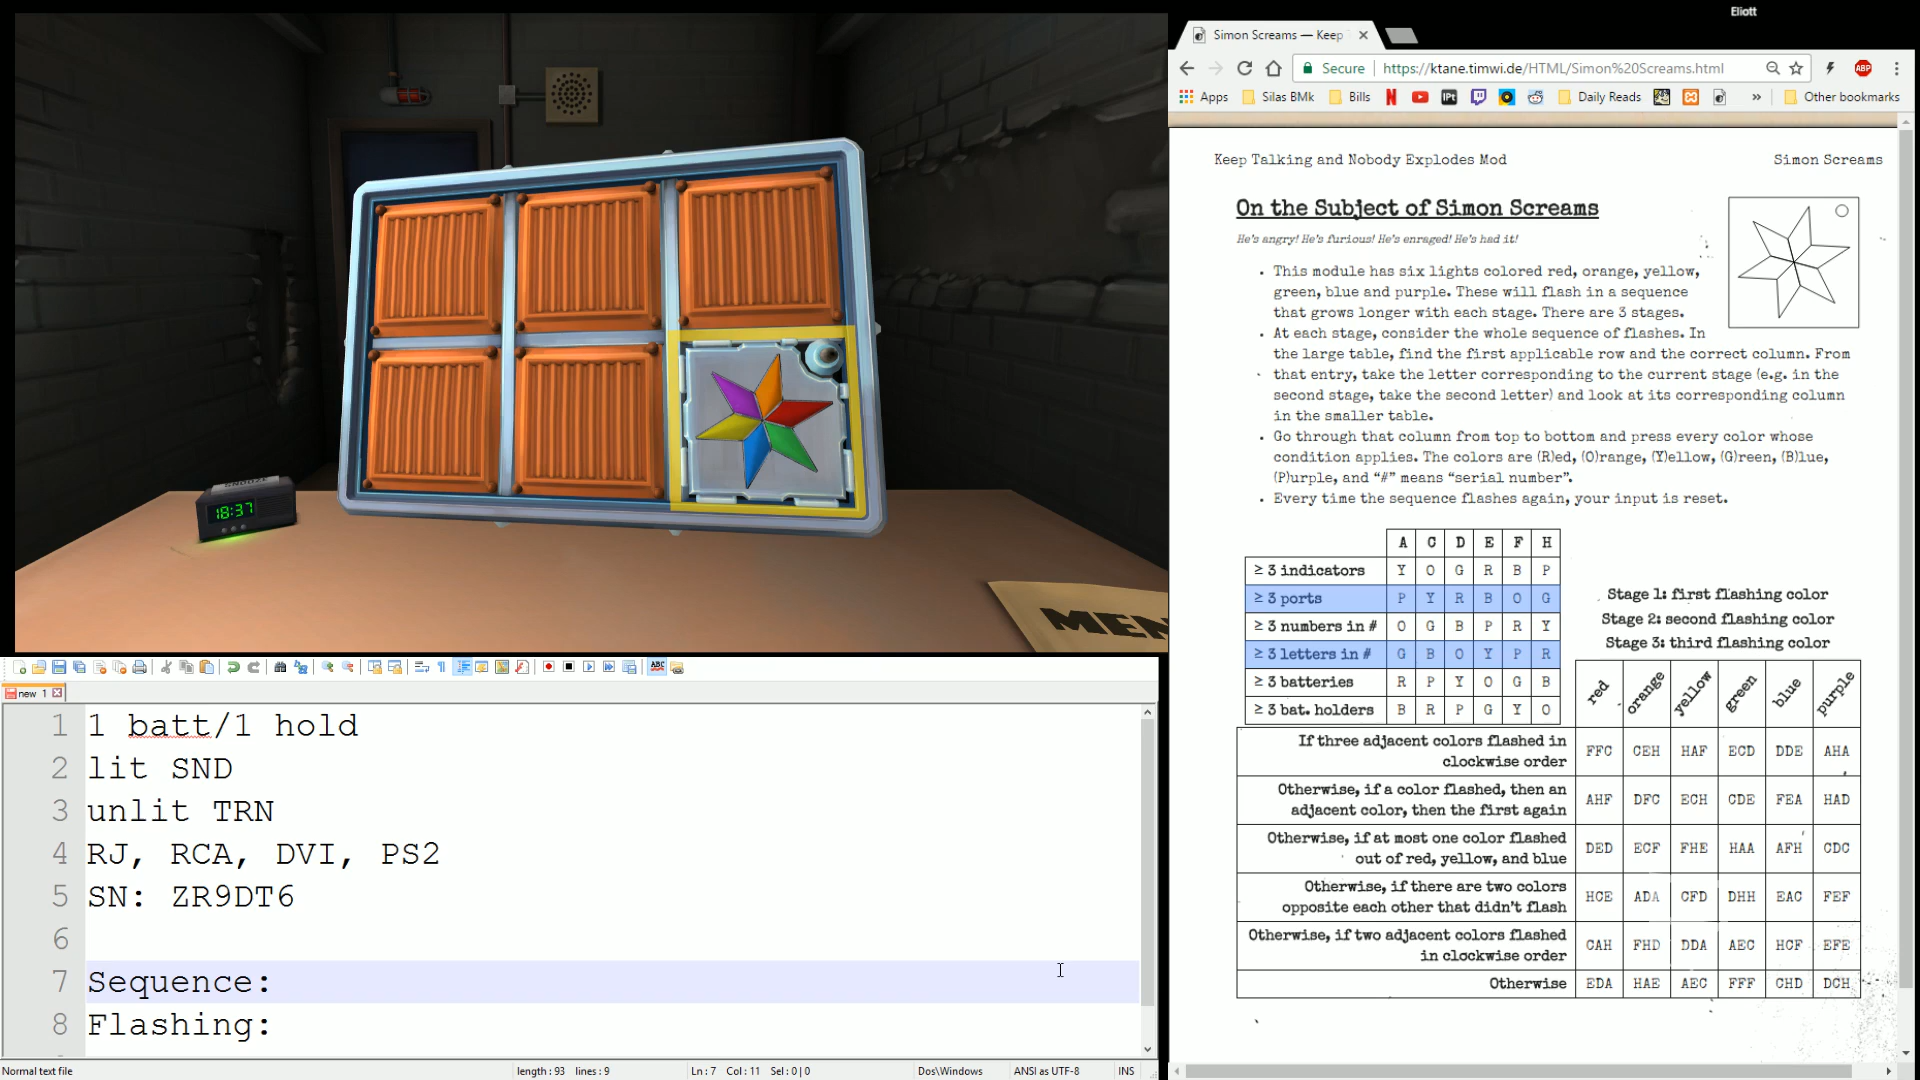 Eliott
Simon Screams — Keep T
Secure
https://ktane.timwi.de/HTML/Simon%20Screams.html
ABP
Apps Silas BMk Bills N IPt Daily Reads » Other bookmarks
Keep Talking and Nobody Explodes Mod
Simon Screams
On the Subject of Simon Screams
He's angry! He's furious! He's enraged! He's had it!
• This module has six lights colored red, orange, yellow,
green, blue and purple. These will flash in a sequence
that grows longer with each stage. There are 3 stages.
• At each stage, consider the whole sequence of flashes. In
the large table, find the first applicable row and the correct column. From
that entry, take the letter corresponding to the current stage (e.g. in the
second stage, take the second letter) and look at its corresponding column
in the smaller table.
• Go through that column from top to bottom and press every color whose
condition applies. The colors are (R)ed, (O)range, (Y)ellow, (G)reen, (B)lue,
(P)urple, and “#” means “serial number”.
• Every time the sequence flashes again, your input is reset.
A C D E F H
≥ 3 indicators Y O G R B P
≥ 3 ports P Y R B O G
≥ 3 numbers in # O G B P R Y
≥ 3 letters in # G B O Y P R
≥ 3 batteries R P Y O G B
≥ 3 bat. holders B R P G Y O
Stage 1: first flashing color
Stage 2: second flashing color
Stage 3: third flashing color
red orange yellow green blue purple
If three adjacent colors flashed in
clockwise order
FFC CEH HAF ECD DDE AHA
Otherwise, if a color flashed, then an
adjacent color, then the first again
AHF DFC ECH CDE FEA HAD
Otherwise, if at most one color flashed
out of red, yellow, and blue
DED ECF FHE HAA AFH CDC
Otherwise, if there are two colors
opposite each other that didn't flash
HCE ADA CFD DHH EAC FEF
Otherwise, if two adjacent colors flashed
in clockwise order
CAH FHD DDA AEC HCF EFE
Otherwise
EDA HAE AEC FFF CHD DCH
SNOOZE
18:37
MEN
ABC
new 1
1 1 batt/1 hold
2 lit SND
3 unlit TRN
4 RJ, RCA, DVI, PS2
5 SN: ZR9DT6
6
7 Sequence:
8 Flashing:
Normal text file
length : 93 lines : 9
Ln : 7 Col : 11 Sel : 0 | 0
Dos\Windows
ANSI as UTF-8
INS